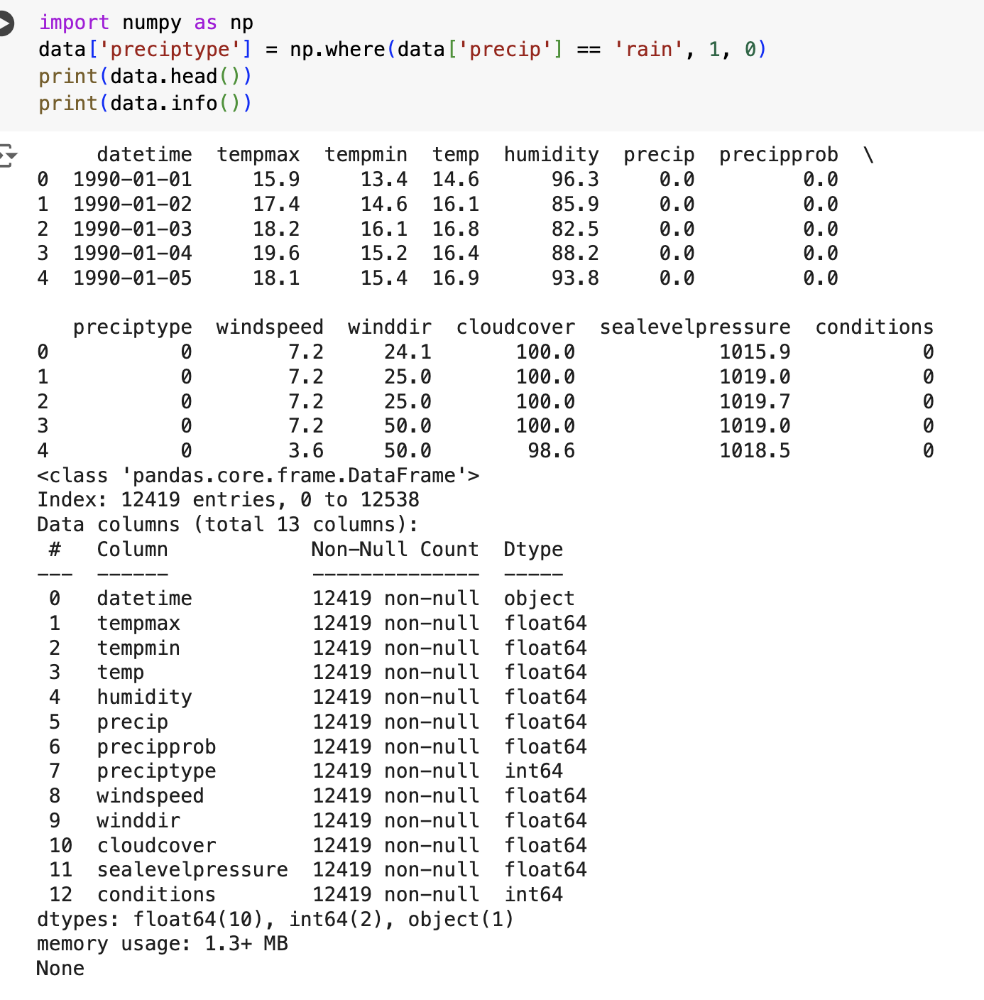 import numpy as np
data['preciptype'] = np.where(data['precip'] == 'rain', 1, 0)
print(data.head())
print(data.info())
     datetime  tempmax  tempmin  temp  humidity  precip  precipprob  \
0  1990-01-01     15.9     13.4  14.6      96.3     0.0         0.0
1  1990-01-02     17.4     14.6  16.1      85.9     0.0         0.0
2  1990-01-03     18.2     16.1  16.8      82.5     0.0         0.0
3  1990-01-04     19.6     15.2  16.4      88.2     0.0         0.0
4  1990-01-05     18.1     15.4  16.9      93.8     0.0         0.0
   preciptype  windspeed  winddir  cloudcover  sealevelpressure  conditions
0           0        7.2     24.1       100.0            1015.9           0
1           0        7.2     25.0       100.0            1019.0           0
2           0        7.2     25.0       100.0            1019.7           0
3           0        7.2     50.0       100.0            1019.0           0
4           0        3.6     50.0        98.6            1018.5           0
<class 'pandas.core.frame.DataFrame'>
Index: 12419 entries, 0 to 12538
Data columns (total 13 columns):
 #   Column            Non-Null Count  Dtype
---  ------            --------------  -----
 0   datetime          12419 non-null  object
 1   tempmax           12419 non-null  float64
 2   tempmin           12419 non-null  float64
 3   temp              12419 non-null  float64
 4   humidity          12419 non-null  float64
 5   precip            12419 non-null  float64
 6   precipprob        12419 non-null  float64
 7   preciptype        12419 non-null  int64
 8   windspeed         12419 non-null  float64
 9   winddir           12419 non-null  float64
 10  cloudcover        12419 non-null  float64
 11  sealevelpressure  12419 non-null  float64
 12  conditions        12419 non-null  int64
dtypes: float64(10), int64(2), object(1)
memory usage: 1.3+ MB
None